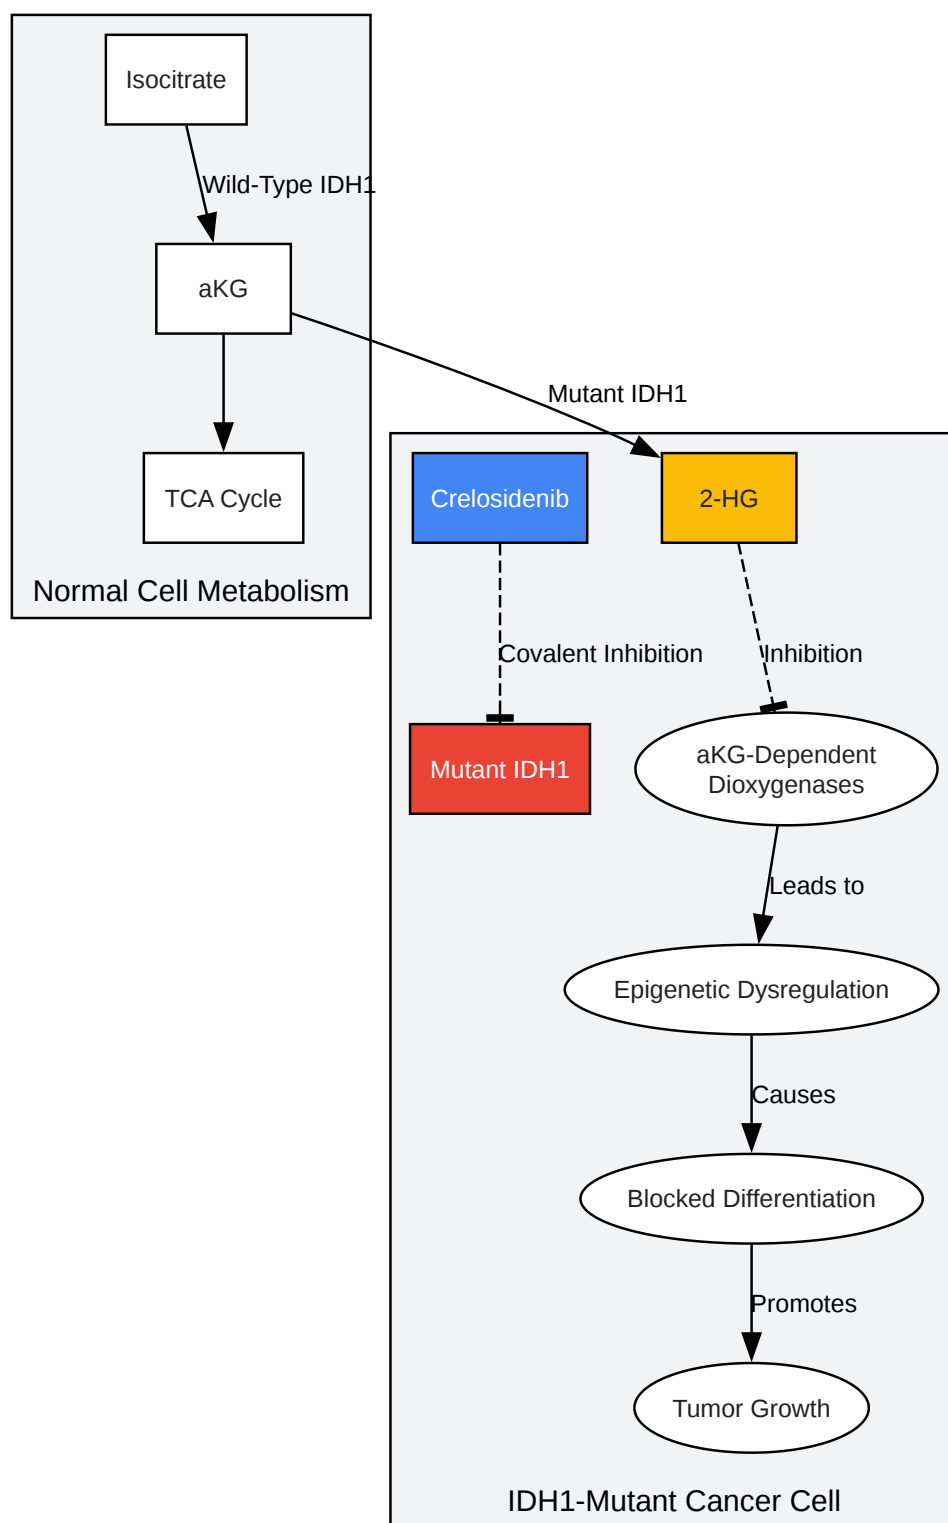 Isocitrate
Wild-Type IDH1
aKG
Mutant IDH1
TCA Cycle
Normal Cell Metabolism
Crelosidenib
2-HG
Covalent Inhibition
Inhibition
Mutant IDH1
aKG-Dependent
Dioxygenases
Leads to
Epigenetic Dysregulation
Causes
Blocked Differentiation
Promotes
Tumor Growth
IDH1-Mutant Cancer Cell